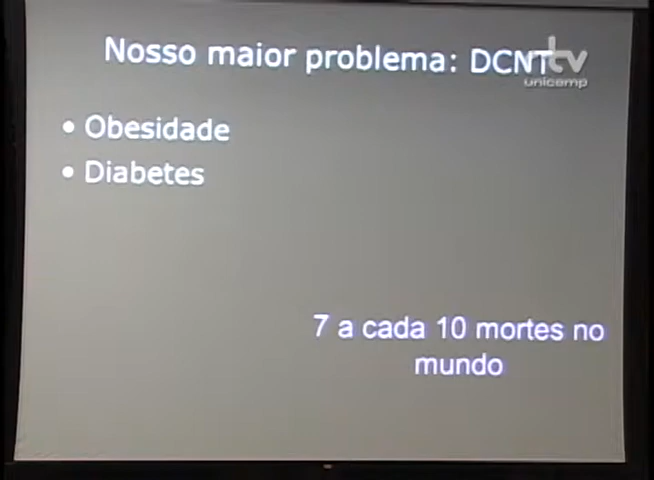 Nosso maior problema: DCNT
tv
unicamp
• Obesidade
• Diabetes
7 a cada 10 mortes no
mundo